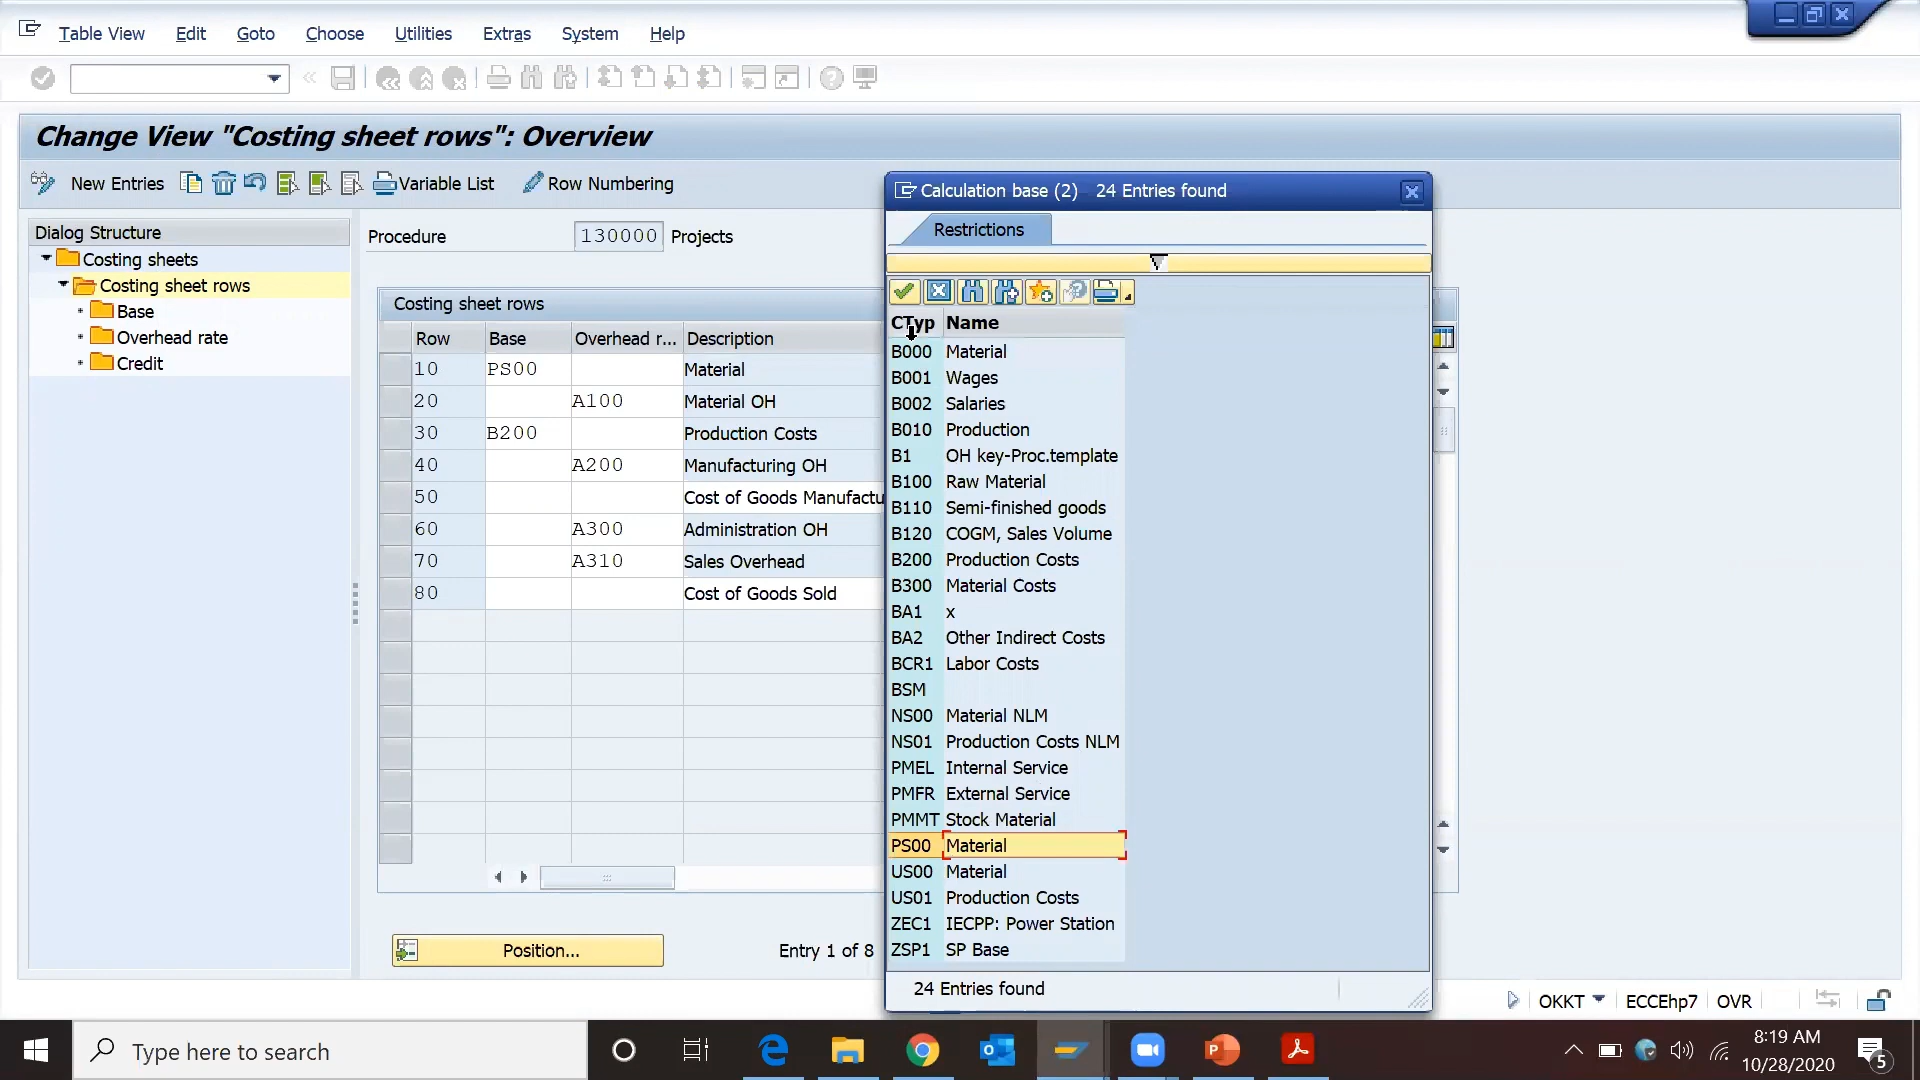 Table View Edit Goto Choose Utilities Extras System Help
Change View "Costing sheet rows": Overview
New Entries Variable List Row Numbering
Dialog Structure
Costing sheets
Costing sheet rows
Base
Overhead rate
Credit
Procedure 130000 Projects
Costing sheet rows
Row Base Overhead r... Description
10 PS00 Material
20 A100 Material OH
30 B200 Production Costs
40 A200 Manufacturing OH
50 Cost of Goods Manufactu
60 A300 Administration OH
70 A310 Sales Overhead
80 Cost of Goods Sold
Position... Entry 1 of 8
Calculation base (2) 24 Entries found
Restrictions
CTyp Name
B000 Material
B001 Wages
B002 Salaries
B010 Production
B1 OH key-Proc.template
B100 Raw Material
B110 Semi-finished goods
B120 COGM, Sales Volume
B200 Production Costs
B300 Material Costs
BA1 x
BA2 Other Indirect Costs
BCR1 Labor Costs
BSM
NS00 Material NLM
NS01 Production Costs NLM
PMEL Internal Service
PMFR External Service
PMMT Stock Material
PS00 Material
US00 Material
US01 Production Costs
ZEC1 IECPP: Power Station
ZSP1 SP Base
24 Entries found
OKKT ECCEhp7 OVR
Type here to search
8:19 AM
10/28/2020
5